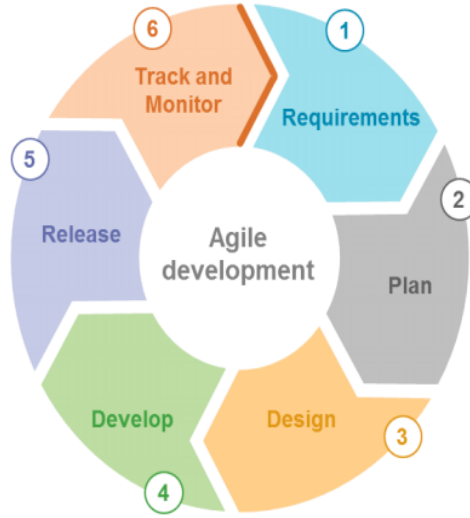 1
Requirements
2
Plan
3
Design
4
Develop
5
Release
6
Track and
Monitor
Agile
development